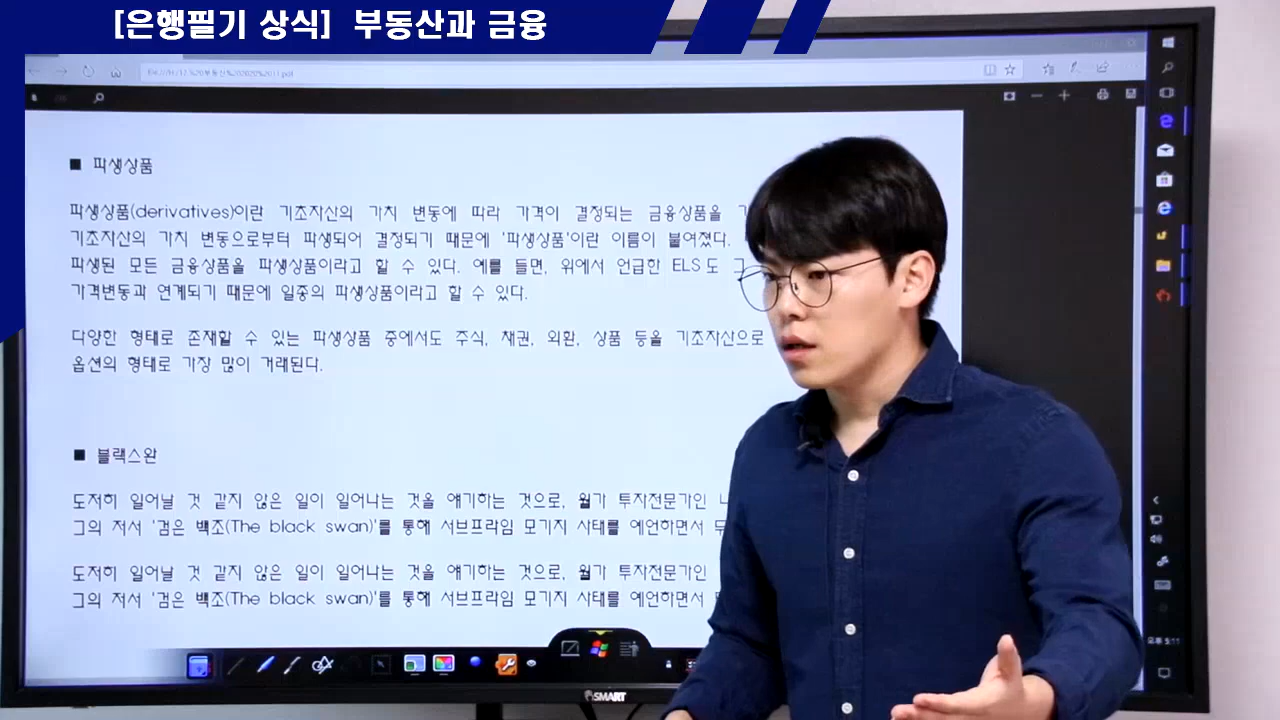 [은행필기 상식] 부동산과 금융
■ 파생상품
파생상품(derivatives)이란 기초자산의 가치 변동에 따라 가격이 결정되는 금융상품을
기초자산의 가치 변동으로부터 파생되어 결정되기 때문에 '파생상품'이란 이름이 붙여졌다.
파생된 모든 금융상품을 파생상품이라고 할 수 있다. 예를 들면, 위에서 언급한 ELS도 그
가격변동과 연계되기 때문에 일종의 파생상품이라고 할 수 있다.
다양한 형태로 존재할 수 있는 파생상품 중에서도 주식, 채권, 외환, 상품 등을 기초자산으로
옵션의 형태로 가장 많이 거래된다.
■ 블랙스완
도저히 일어날 것 같지 않은 일이 일어나는 것을 얘기하는 것으로, 월가 투자전문가인
그의 저서 '검은 백조(The black swan)'를 통해 서브프라임 모기지 사태를 예언하면서
도저히 일어날 것 같지 않은 일이 일어나는 것을 얘기하는 것으로, 월가 투자전문가인
그의 저서 '검은 백조(The black swan)'를 통해 서브프라임 모기지 사태를 예언하면서
오후 5:11
SMART